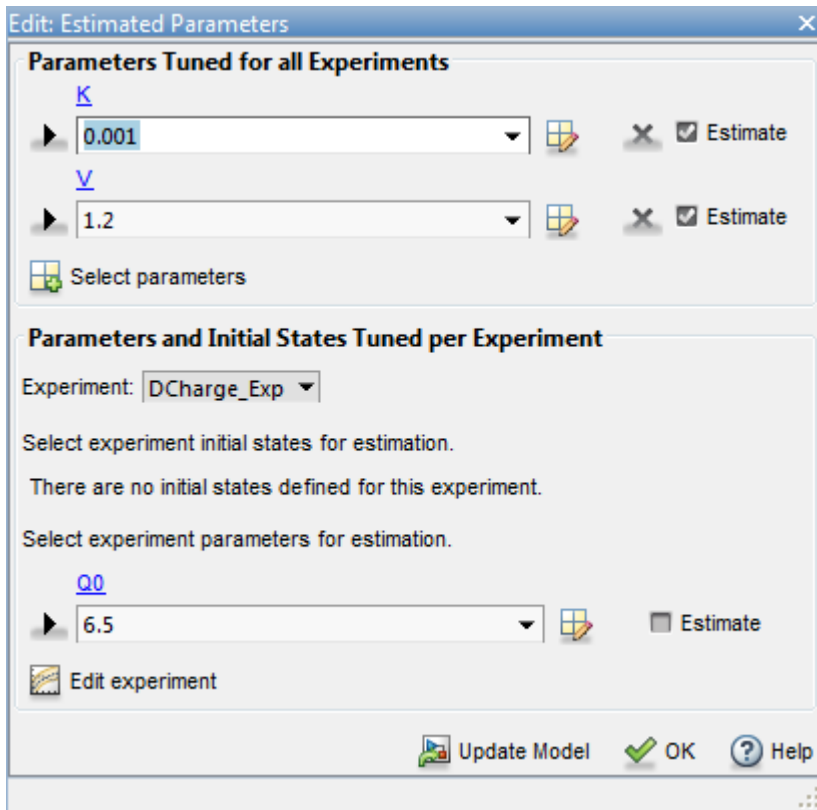 Edit: Estimated Parameters
Parameters Tuned for all Experiments
K
0.001 Estimate
V
1.2 Estimate
Select parameters
Parameters and Initial States Tuned per Experiment
Experiment: DCharge_Exp
Select experiment initial states for estimation.
There are no initial states defined for this experiment.
Select experiment parameters for estimation.
Q0
6.5 Estimate
Edit experiment
Update Model OK Help